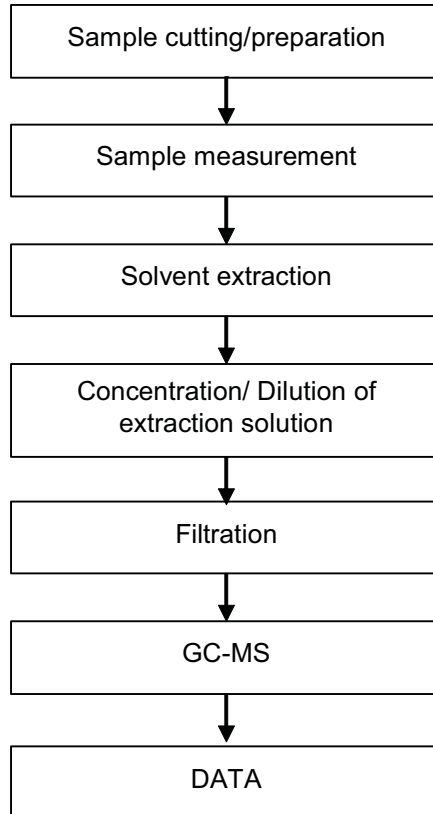 Sample cutting/preparation
Sample measurement
Solvent extraction
Concentration/ Dilution of
extraction solution
Filtration
GC-MS
DATA